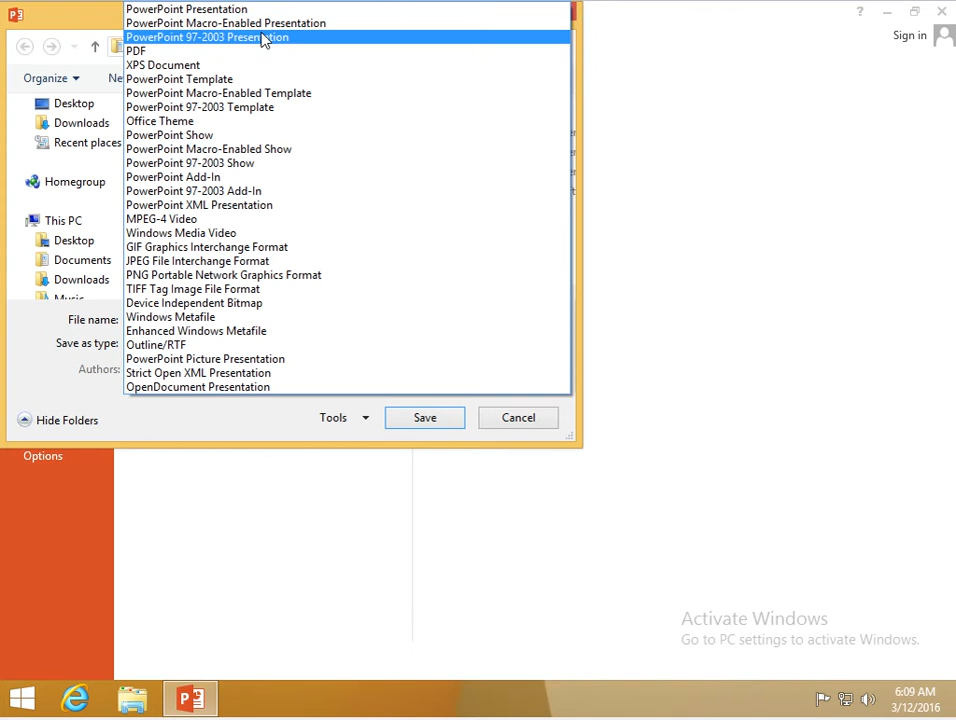 PowerPoint Presentation
PowerPoint Macro-Enabled Presentation
PowerPoint 97-2003 Presentation
PDF
XPS Document
PowerPoint Template
PowerPoint Macro-Enabled Template
PowerPoint 97-2003 Template
Office Theme
PowerPoint Show
PowerPoint Macro-Enabled Show
PowerPoint 97-2003 Show
PowerPoint Add-In
PowerPoint 97-2003 Add-In
PowerPoint XML Presentation
MPEG-4 Video
Windows Media Video
GIF Graphics Interchange Format
JPEG File Interchange Format
PNG Portable Network Graphics Format
TIFF Tag Image File Format
Device Independent Bitmap
Windows Metafile
Enhanced Windows Metafile
Outline/RTF
PowerPoint Picture Presentation
Strict Open XML Presentation
OpenDocument Presentation
?
Sign in
Organize
Ne
Desktop
Downloads
Recent places
Homegroup
This PC
Desktop
Documents
Downloads
Music
File name:
Save as type:
Authors:
Hide Folders
Tools
Save
Cancel
Options
Activate Windows
Go to PC settings to activate Windows.
6:09 AM
3/12/2016